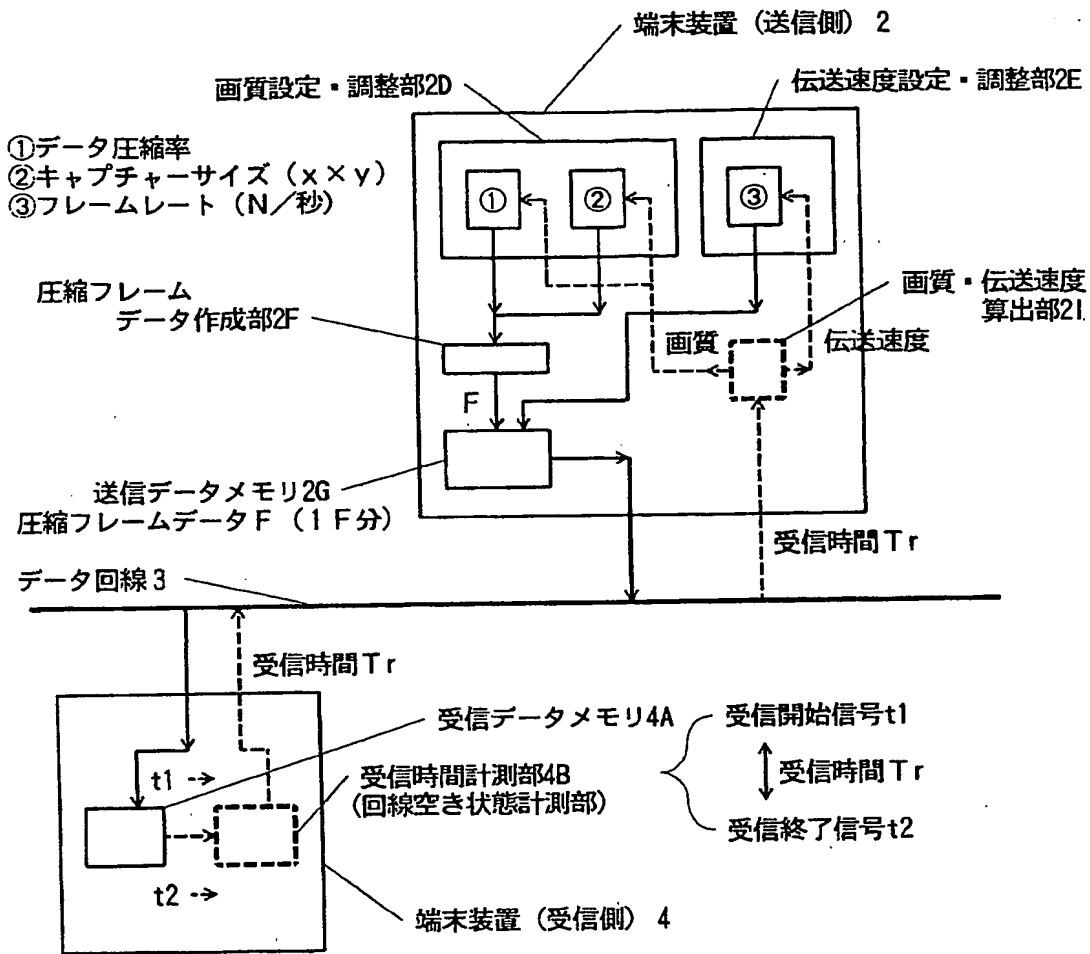 端末装置（送信側）2
画質設定・調整部2D
伝送速度設定・調整部2E
①データ圧縮率
②キャプチャーサイズ（x×y）
③フレームレート（N／秒）
①
②
③
圧縮フレーム
データ作成部2F
画質・伝送速度
算出部2I
画質
伝送速度
F
送信データメモリ2G
圧縮フレームデータF（1F分）
受信時間Tr
データ回線3
受信時間Tr
受信データメモリ4A
受信開始信号t1
t1
受信時間計測部4B
(回線空き状態計測部)
受信時間Tr
受信終了信号t2
t2
端末装置（受信側）4